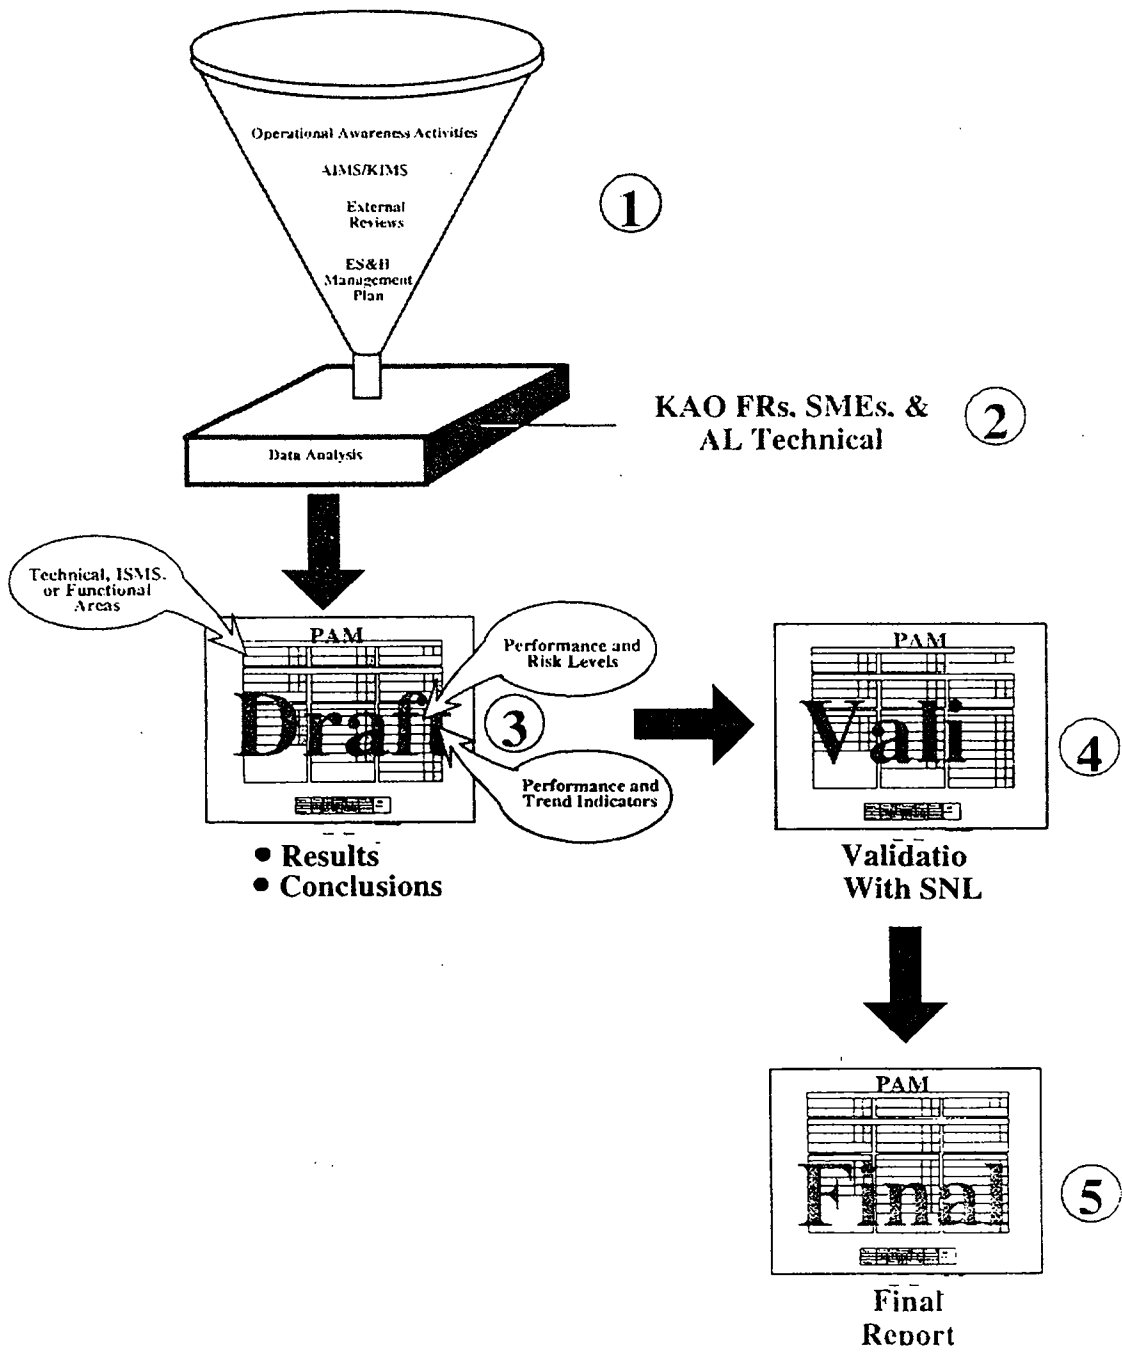 Operational Awareness Activities
AIMS/KIMS
External
Reviews
ES&H
Management
Plan
1
Data Analysis
KAO FRs, SMEs, &
AL Technical
2
Technical, ISMS,
or Functional
Areas
PAM
Draft
Performance and
Risk Levels
3
Performance and
Trend Indicators
• Results
• Conclusions
PAM
Vali
4
Validatio
With SNL
PAM
Final
5
Final
Report